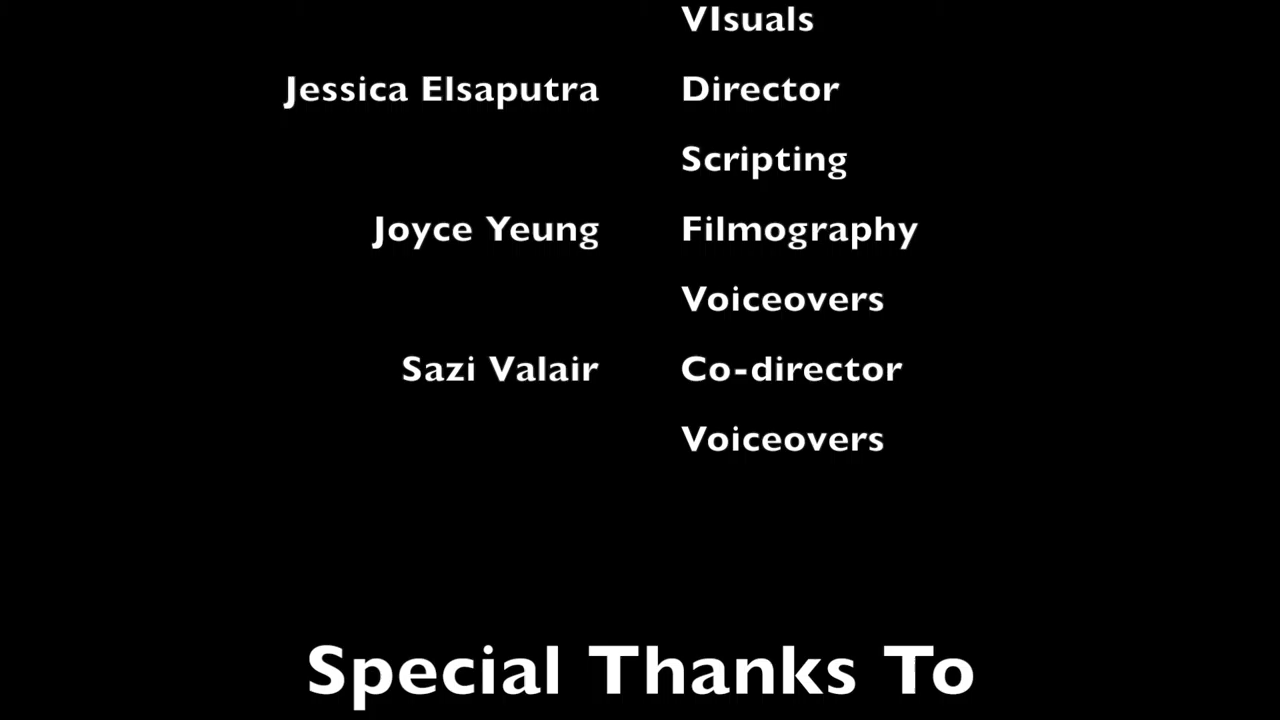 VIsuals
Jessica Elsaputra Director
Scripting
Joyce Yeung Filmography
Voiceovers
Sazi Valair Co-director
Voiceovers
Special Thanks To